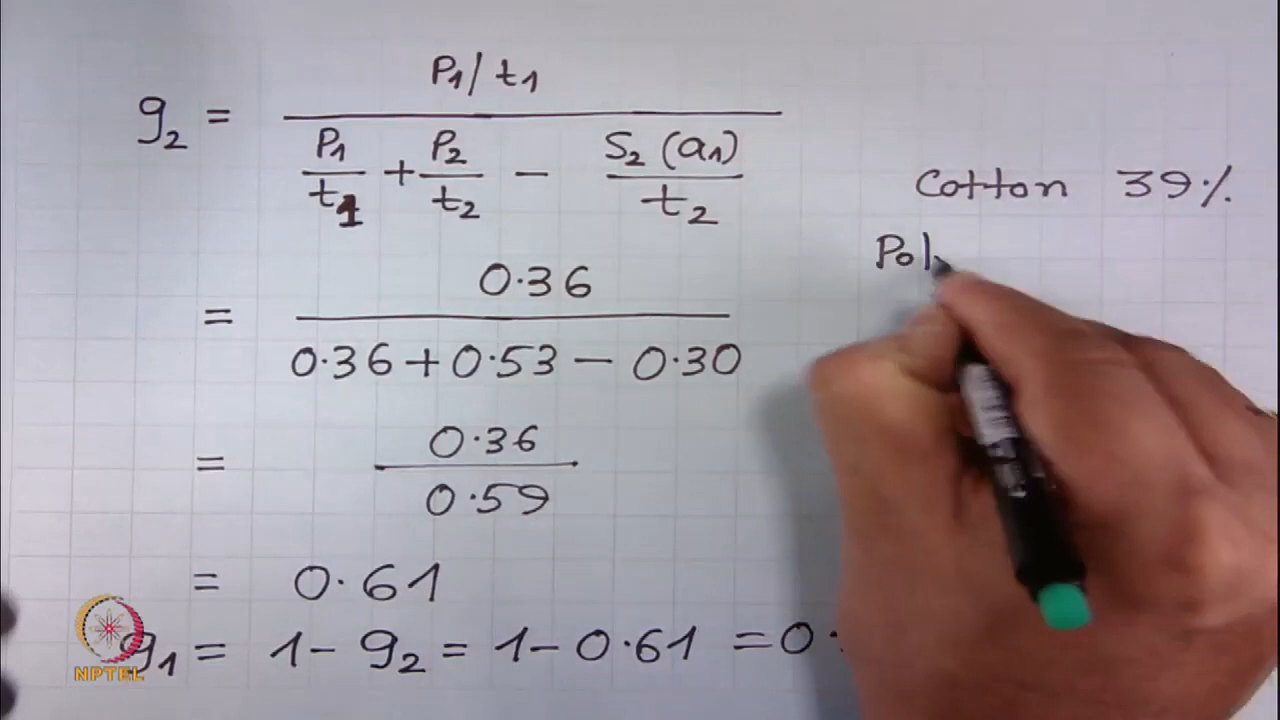 g₂ = (P₁/t₁) / (P₁/t₁ + P₂/t₂ − S₂(a₁)/t₂)
Cotton 39%
Pol
= 0.36 / (0.36 + 0.53 − 0.30)
= 0.36 / 0.59
= 0.61
g₁ = 1 − g₂ = 1 − 0.61 = 0.
NPTEL